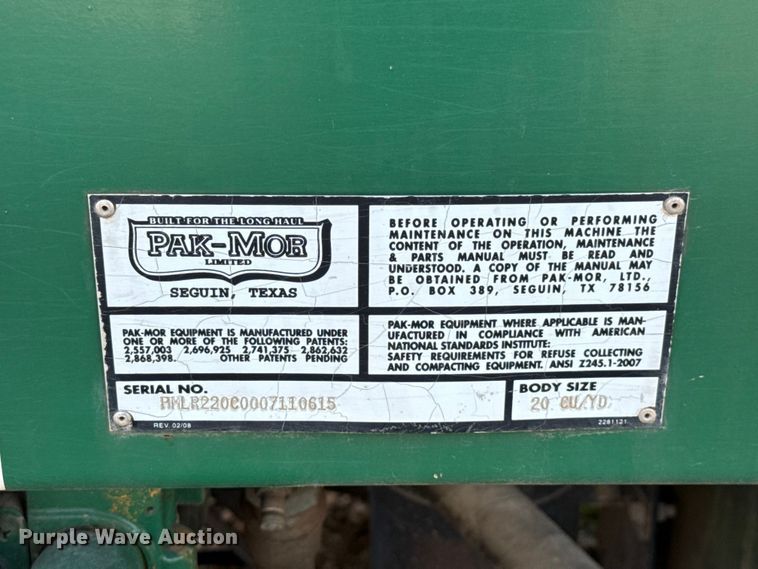 BUILT FOR THE LONG HAUL
PAK-MOR
LIMITED
SEGUIN, TEXAS
BEFORE OPERATING OR PERFORMING
MAINTENANCE ON THIS MACHINE THE
CONTENT OF THE OPERATION, MAINTENANCE
& PARTS MANUAL MUST BE READ AND
UNDERSTOOD. A COPY OF THE MANUAL MAY
BE OBTAINED FROM PAK-MOR, LTD.,
P.O. BOX 389, SEGUIN, TX 78156
PAK-MOR EQUIPMENT IS MANUFACTURED UNDER
ONE OR MORE OF THE FOLLOWING PATENTS:
2,557,003 2,696,925 2,741,375 2,862,632
2,868,398. OTHER PATENTS PENDING
PAK-MOR EQUIPMENT WHERE APPLICABLE IS MAN-
UFACTURED IN COMPLIANCE WITH AMERICAN
NATIONAL STANDARDS INSTITUTE:
SAFETY REQUIREMENTS FOR REFUSE COLLECTING
AND COMPACTING EQUIPMENT. ANSI Z245.1-2007
SERIAL NO.
BODY SIZE
20 CU/YD
REV. 02/08
2281121
Purple Wave Auction